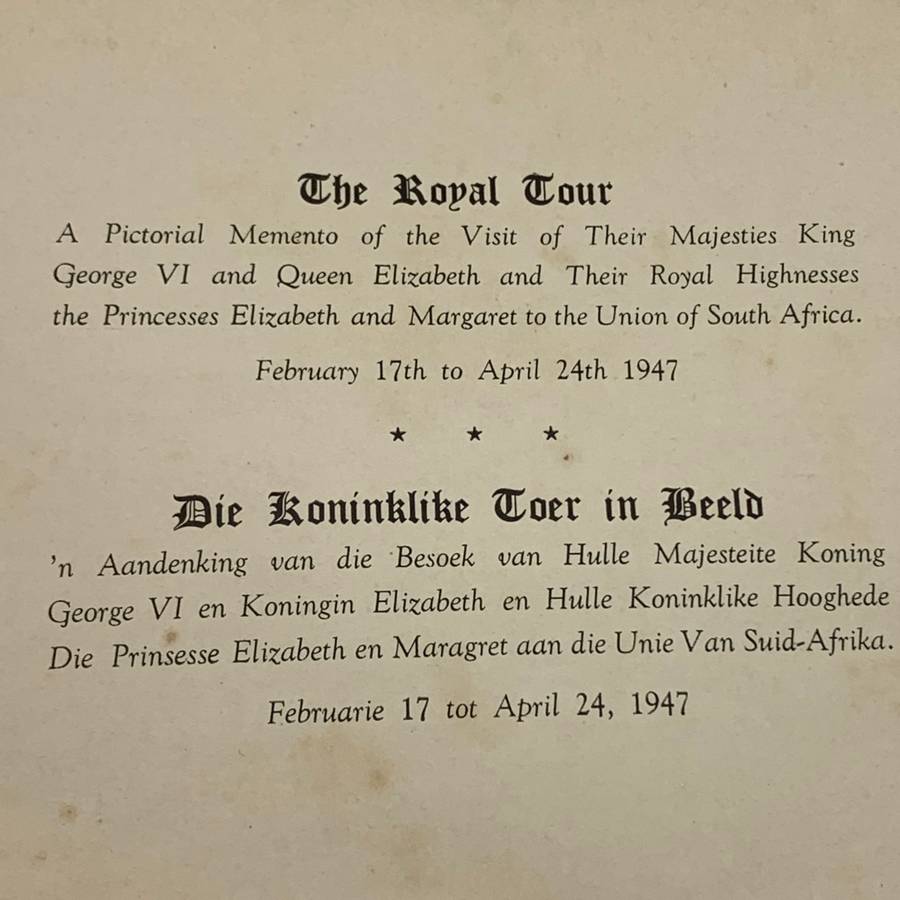 The Royal Tour
A Pictorial Memento of the Visit of Their Majesties King
George VI and Queen Elizabeth and Their Royal Highnesses
the Princesses Elizabeth and Margaret to the Union of South Africa.
February 17th to April 24th 1947
★ ★ ★
Die Koninklike Toer in Beeld
'n Aandenking van die Besoek van Hulle Majesteite Koning
George VI en Koningin Elizabeth en Hulle Koninklike Hooghede
Die Prinsesse Elizabeth en Maragret aan die Unie Van Suid-Afrika.
Februarie 17 tot April 24, 1947